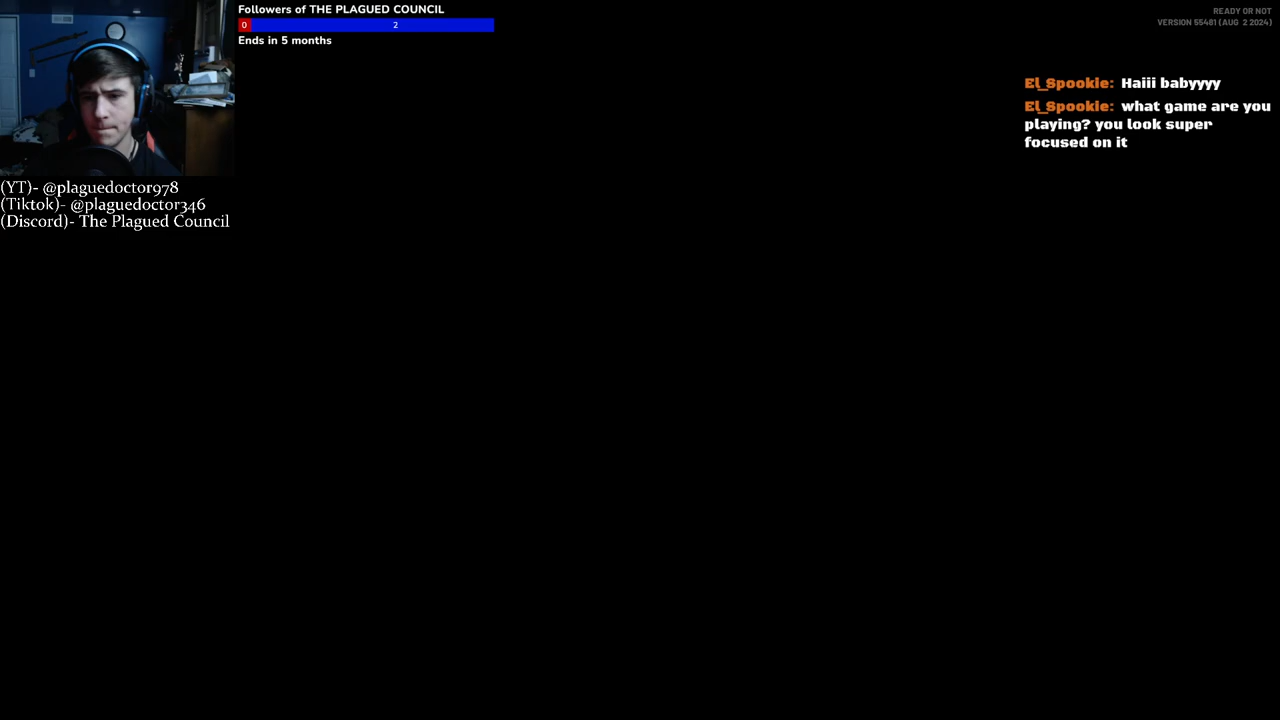 Followers of THE PLAGUED COUNCIL
0 2
Ends in 5 months
READY OR NOT
VERSION 55481 (AUG 2 2024)
El_Spookie: Haiii babyyyy
El_Spookie: what game are you
playing? you look super
focused on it
(YT)- @plaguedoctor978
(Tiktok)- @plaguedoctor346
(Discord)- The Plagued Council